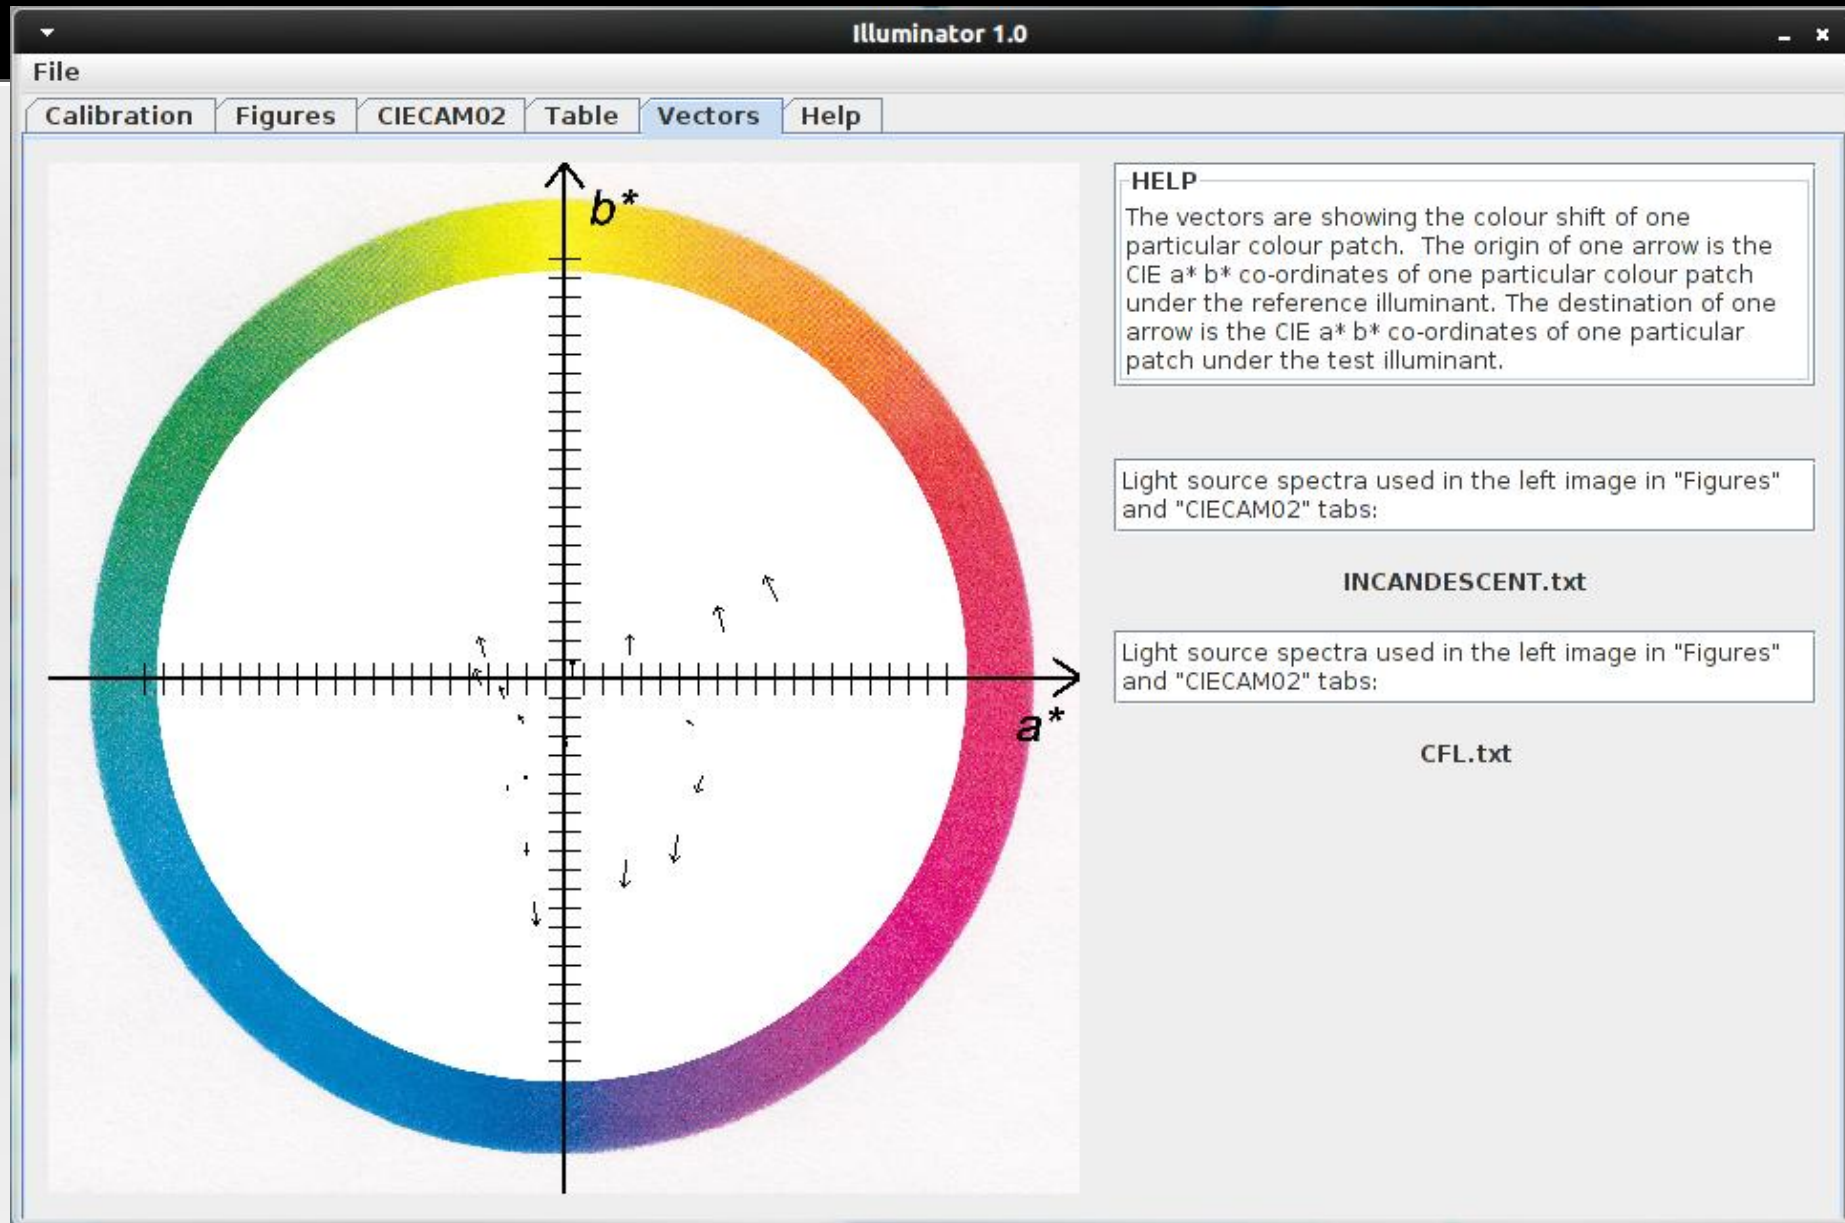 Illuminator 1.0
File
Calibration Figures CIECAM02 Table Vectors Help
b*
a*
HELP
The vectors are showing the colour shift of one
particular colour patch.  The origin of one arrow is the
CIE a* b* co-ordinates of one particular colour patch
under the reference illuminant. The destination of one
arrow is the CIE a* b* co-ordinates of one particular
patch under the test illuminant.
Light source spectra used in the left image in "Figures"
and "CIECAM02" tabs:
INCANDESCENT.txt
Light source spectra used in the left image in "Figures"
and "CIECAM02" tabs:
CFL.txt